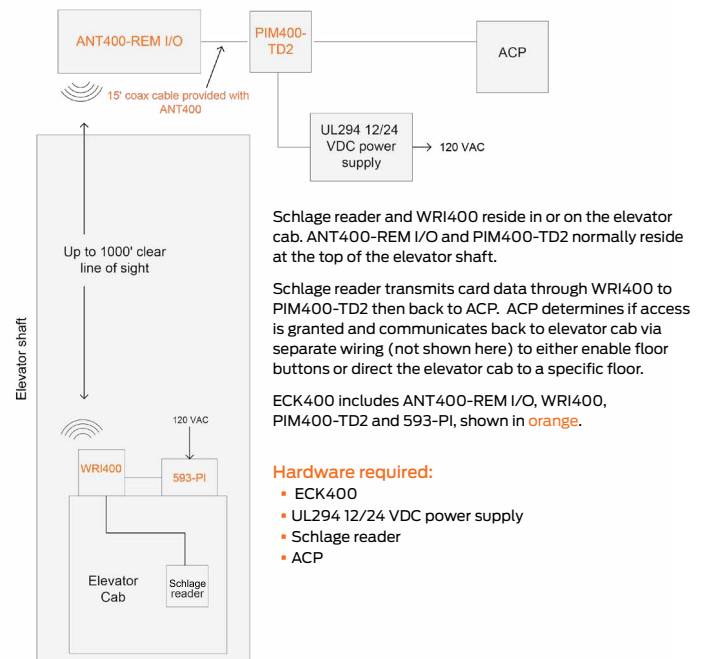 ANT400-REM I/O
PIM400-
TD2
ACP
15' coax cable provided with
ANT400
UL294 12/24
VDC power
supply
120 VAC
Up to 1000' clear
line of sight
Elevator shaft
120 VAC
WRI400
593-PI
Elevator
Cab
Schlage
reader
Schlage reader and WRI400 reside in or on the elevator
cab. ANT400-REM I/O and PIM400-TD2 normally reside
at the top of the elevator shaft.
Schlage reader transmits card data through WRI400 to
PIM400-TD2 then back to ACP. ACP determines if access
is granted and communicates back to elevator cab via
separate wiring (not shown here) to either enable floor
buttons or direct the elevator cab to a specific floor.
ECK400 includes ANT400-REM I/O, WRI400,
PIM400-TD2 and 593-PI, shown in orange.
Hardware required:
▪ ECK400
▪ UL294 12/24 VDC power supply
▪ Schlage reader
▪ ACP